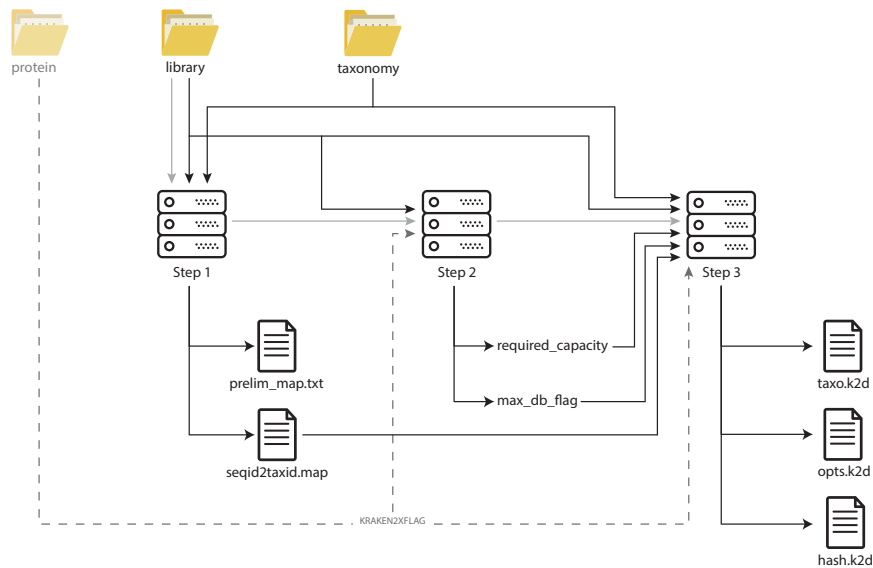 protein
library
taxonomy
Step 1
Step 2
Step 3
required_capacity
prelim_map.txt
taxo.k2d
max_db_flag
seqid2taxid.map
opts.k2d
KRAKEN2XFLAG
hash.k2d